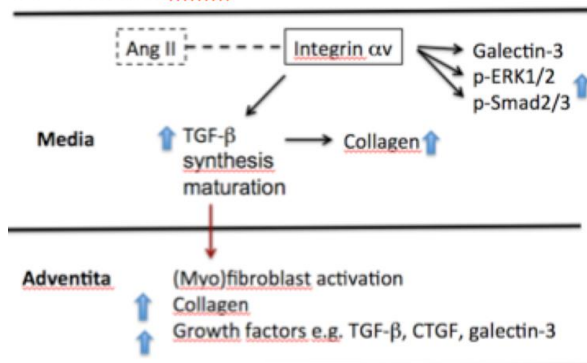 Ang II
Integrin αv
Galectin-3
p-ERK1/2
p-Smad2/3
Media
TGF-β
synthesis
maturation
Collagen
Adventita
(Myo)fibroblast activation
Collagen
Growth factors e.g. TGF-β, CTGF, galectin-3